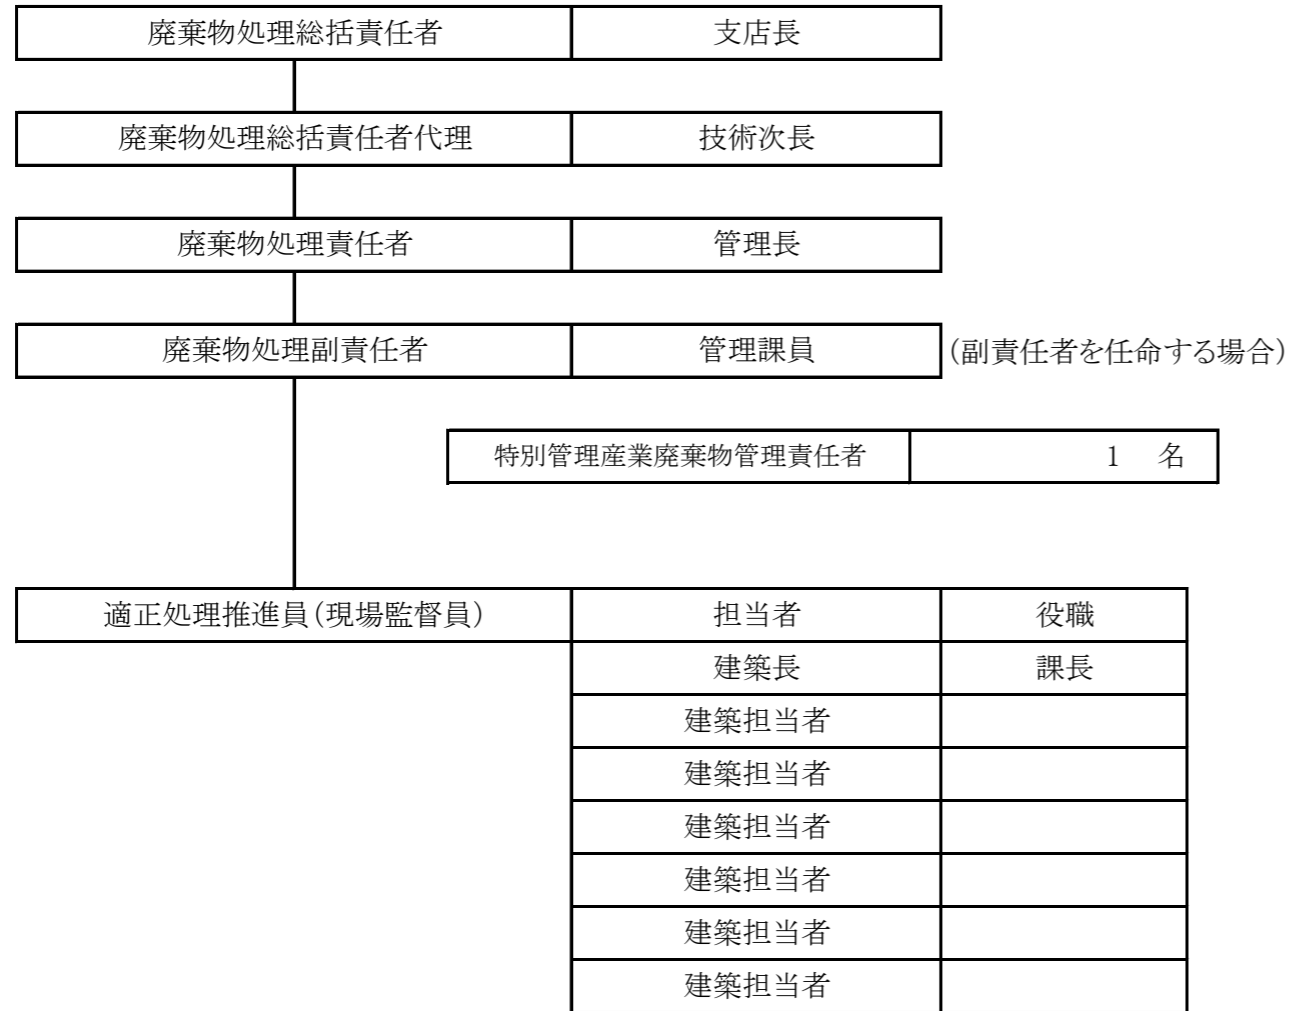 廃棄物処理総括責任者 支店長
廃棄物処理総括責任者代理 技術次長
廃棄物処理責任者 管理長
廃棄物処理副責任者 管理課員 (副責任者を任命する場合)
特別管理産業廃棄物管理責任者 1 名
適正処理推進員(現場監督員) 担当者 役職
建築長 課長
建築担当者
建築担当者
建築担当者
建築担当者
建築担当者
建築担当者